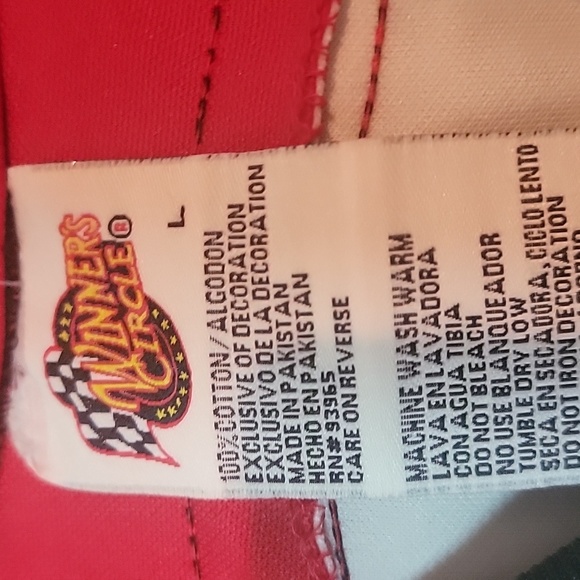 WINNER'S
CIRCLE®
L
100% COTTON/ALGODON
EXCLUSIVE OF DECORATION
EXCLUSIVO DE LA DECORATION
MADE IN PAKISTAN
HECHO EN PAKISTAN
RN# 93965
CARE ON REVERSE
MACHINE WASH WARM
LAVA EN LAVADORA
CON AGUA TIBIA
DO NOT BLEACH
NO USE BLANQUEADOR
TUMBLE DRY LOW
SECA EN SECADORA, CICLO LENTO
DO NOT IRON DECORATION